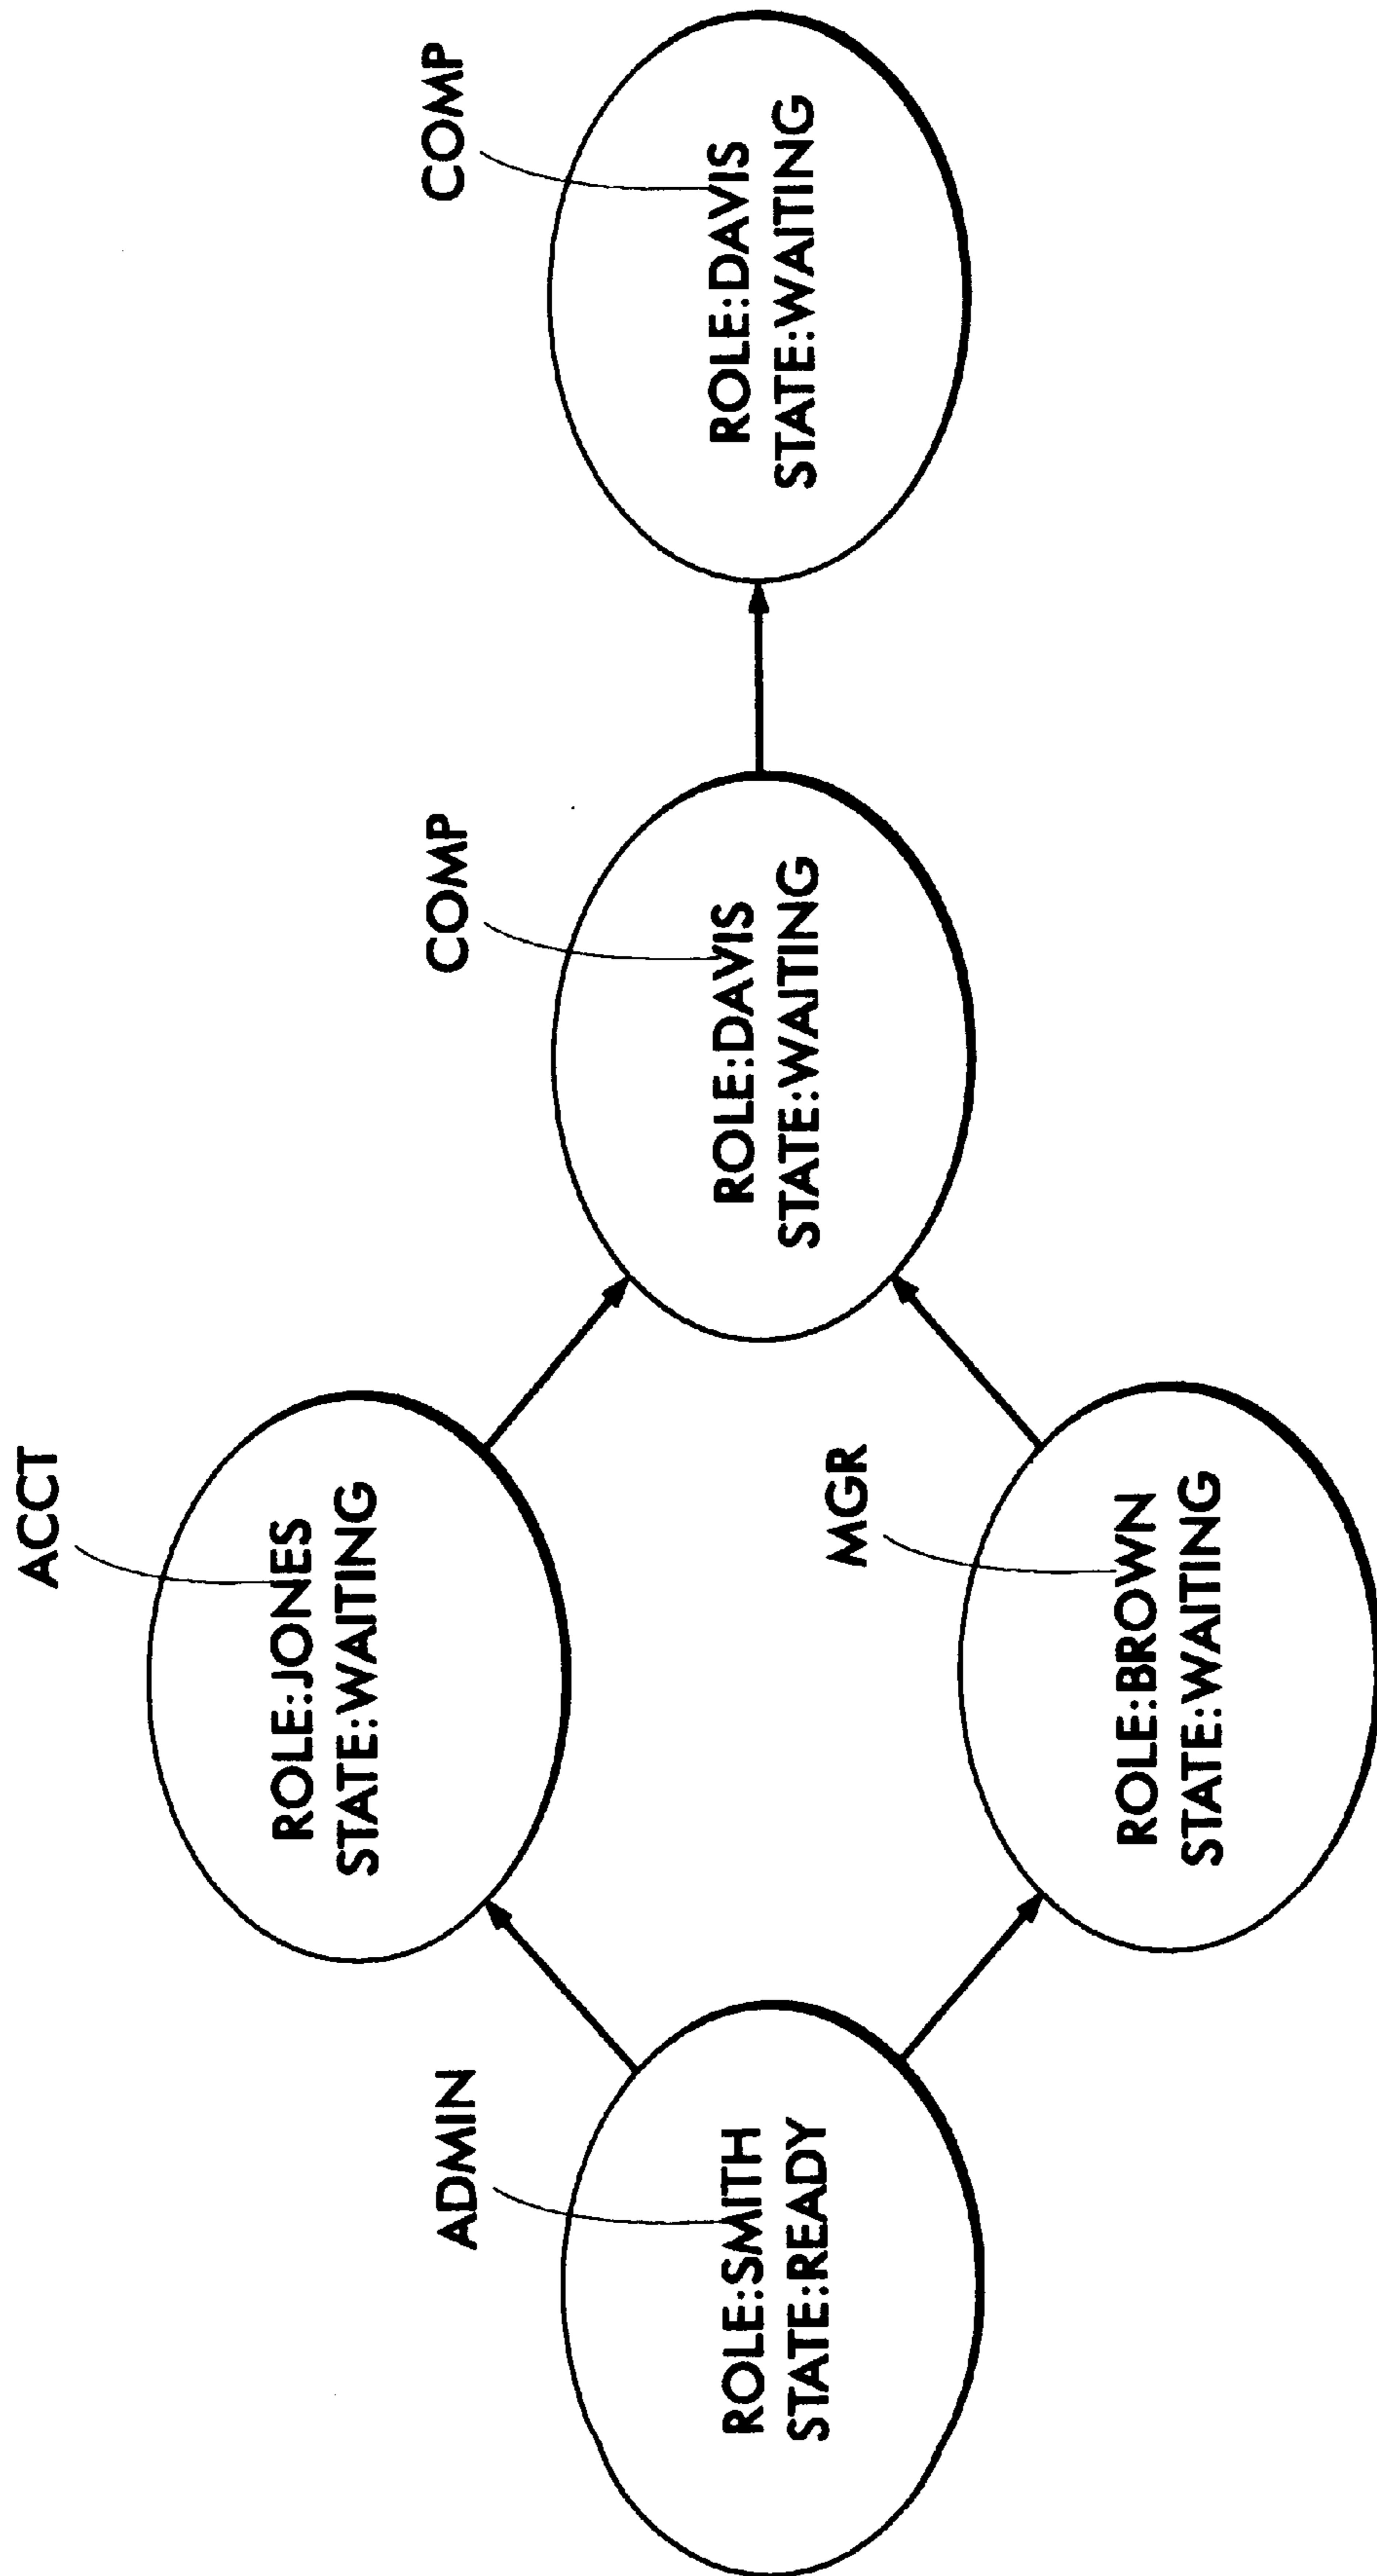 ADMIN
ROLE:SMITH
STATE:READY
ACCT
ROLE:JONES
STATE:WAITING
MGR
ROLE:BROWN
STATE:WAITING
COMP
ROLE:DAVIS
STATE:WAITING
COMP
ROLE:DAVIS
STATE:WAITING